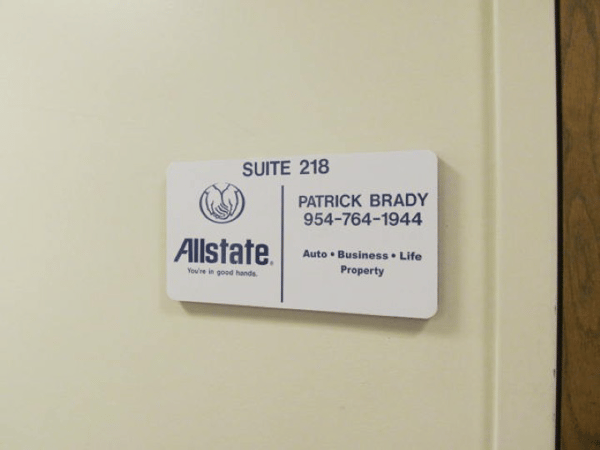 SUITE 218
Allstate®
You're in good hands.
PATRICK BRADY
954-764-1944
Auto • Business • Life
Property